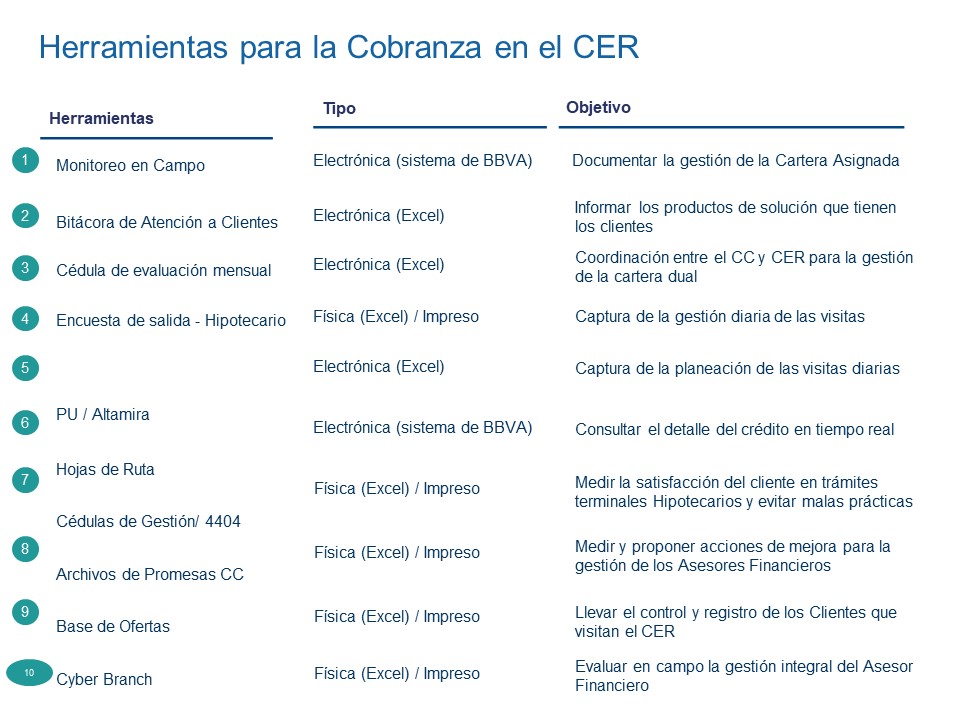 Herramientas para la Cobranza en el CER
Herramientas
Tipo
Objetivo
1
Monitoreo en Campo
Electrónica (sistema de BBVA)
Documentar la gestión de la Cartera Asignada
2
Bitácora de Atención a Clientes
Electrónica (Excel)
Informar los productos de solución que tienen
los clientes
3
Cédula de evaluación mensual
Electrónica (Excel)
Coordinación entre el CC y CER para la gestión
de la cartera dual
4
Encuesta de salida - Hipotecario
Física (Excel) / Impreso
Captura de la gestión diaria de las visitas
5
Electrónica (Excel)
Captura de la planeación de las visitas diarias
6
PU / Altamira
Electrónica (sistema de BBVA)
Consultar el detalle del crédito en tiempo real
7
Hojas de Ruta
Física (Excel) / Impreso
Medir la satisfacción del cliente en trámites
terminales Hipotecarios y evitar malas prácticas
Cédulas de Gestión/ 4404
8
Física (Excel) / Impreso
Medir y proponer acciones de mejora para la
gestión de los Asesores Financieros
Archivos de Promesas CC
9
Base de Ofertas
Física (Excel) / Impreso
Llevar el control y registro de los Clientes que
visitan el CER
10
Cyber Branch
Física (Excel) / Impreso
Evaluar en campo la gestión integral del Asesor
Financiero